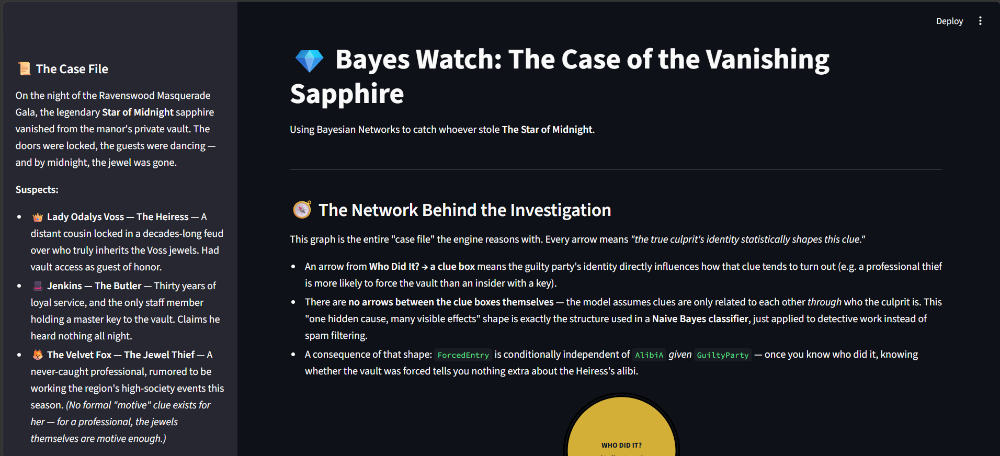 Deploy
📜 The Case File
On the night of the Ravenswood Masquerade
Gala, the legendary Star of Midnight sapphire
vanished from the manor's private vault. The
doors were locked, the guests were dancing —
and by midnight, the jewel was gone.
Suspects:
• 👑 Lady Odalys Voss — The Heiress — A
distant cousin locked in a decades-long feud
over who truly inherits the Voss jewels. Had
vault access as guest of honor.
• 🎩 Jenkins — The Butler — Thirty years of
loyal service, and the only staff member
holding a master key to the vault. Claims he
heard nothing all night.
• 🦊 The Velvet Fox — The Jewel Thief — A
never-caught professional, rumored to be
working the region's high-society events this
season. (No formal "motive" clue exists for
her — for a professional, the jewels
themselves are motive enough.)
💎 Bayes Watch: The Case of the Vanishing
Sapphire
Using Bayesian Networks to catch whoever stole The Star of Midnight.
🧭 The Network Behind the Investigation
This graph is the entire "case file" the engine reasons with. Every arrow means "the true culprit's identity statistically shapes this clue."
• An arrow from Who Did It? → a clue box means the guilty party's identity directly influences how that clue tends to turn out (e.g. a professional thief
is more likely to force the vault than an insider with a key).
• There are no arrows between the clue boxes themselves — the model assumes clues are only related to each other through who the culprit is. This
"one hidden cause, many visible effects" shape is exactly the structure used in a Naive Bayes classifier, just applied to detective work instead of
spam filtering.
• A consequence of that shape: ForcedEntry is conditionally independent of AlibiA given GuiltyParty — once you know who did it, knowing
whether the vault was forced tells you nothing extra about the Heiress's alibi.
WHO DID IT?